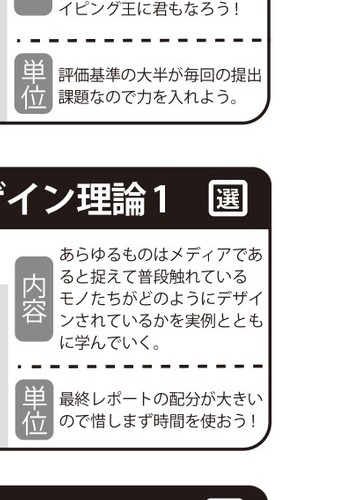 イピング王に君もなろう!
単位
評価基準の大半が毎回の提出
課題なので力を入れよう。
イン理論1 選
内容
あらゆるものはメディアであ
ると捉えて普段触れている
モノたちがどのようにデザイ
ンされているかを実例ととも
に学んでいく。
単位
最終レポートの配分が大きい
ので惜しまず時間を使おう!